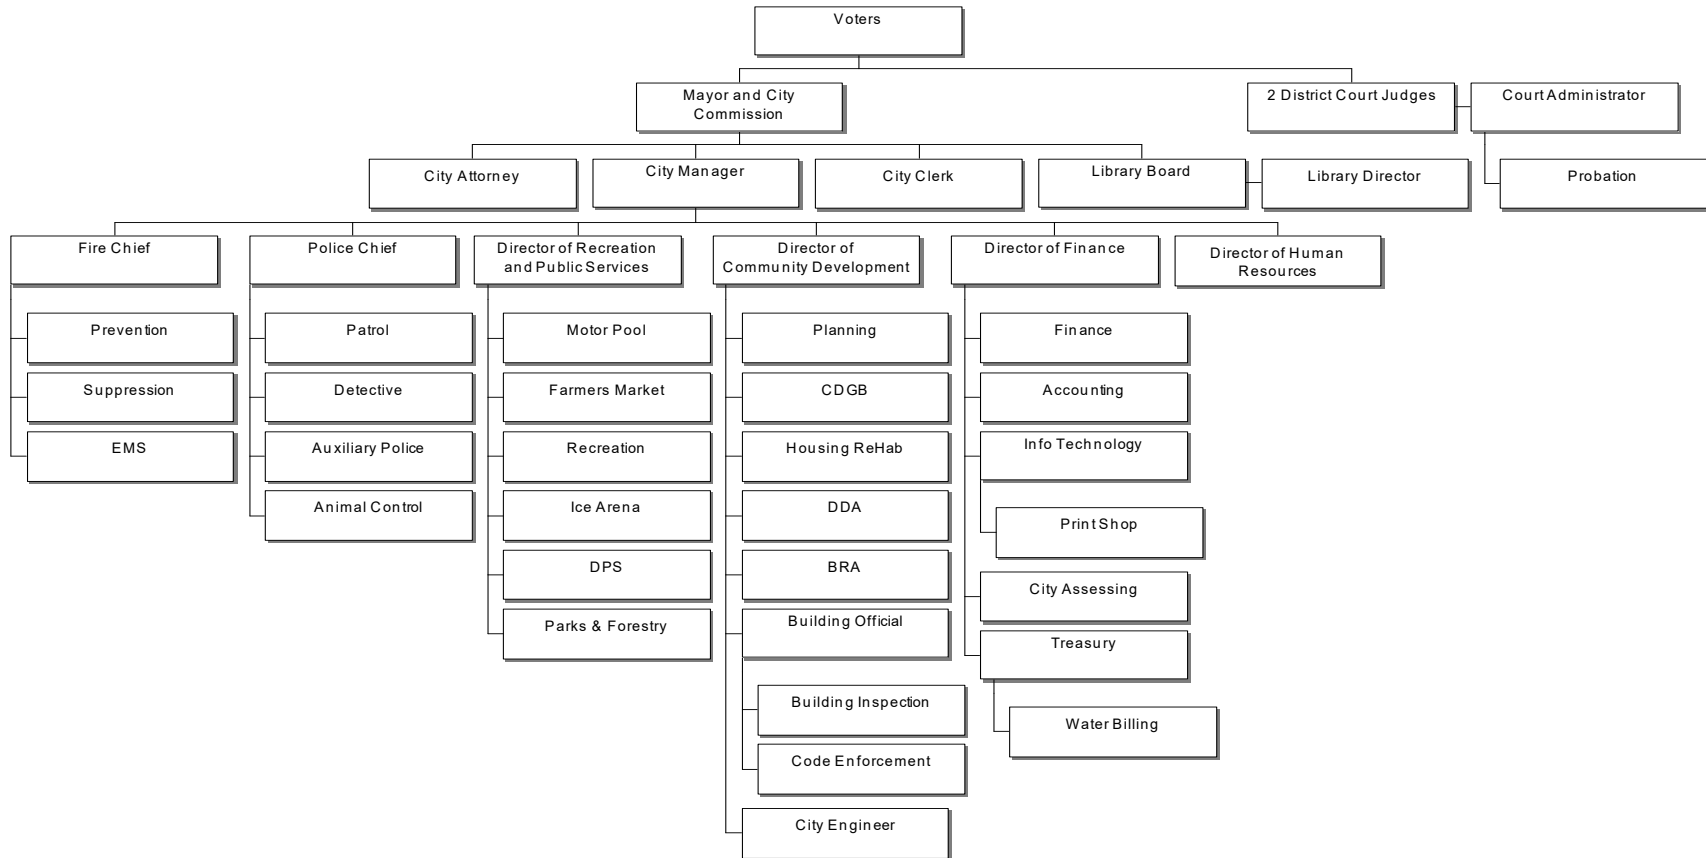 Voters
Mayor and City
Commission
2 District Court Judges
Court Administrator
City Attorney
City Manager
City Clerk
Library Board
Library Director
Probation
Fire Chief
Police Chief
Director of Recreation
and Public Services
Director of
Community Development
Director of Finance
Director of Human
Resources
Prevention
Patrol
Motor Pool
Planning
Finance
Suppression
Detective
Farmers Market
CDGB
Accounting
EMS
Auxiliary Police
Recreation
Housing ReHab
Info Technology
Animal Control
Ice Arena
DDA
Print Shop
DPS
BRA
City Assessing
Parks & Forestry
Building Official
Treasury
Building Inspection
Water Billing
Code Enforcement
City Engineer